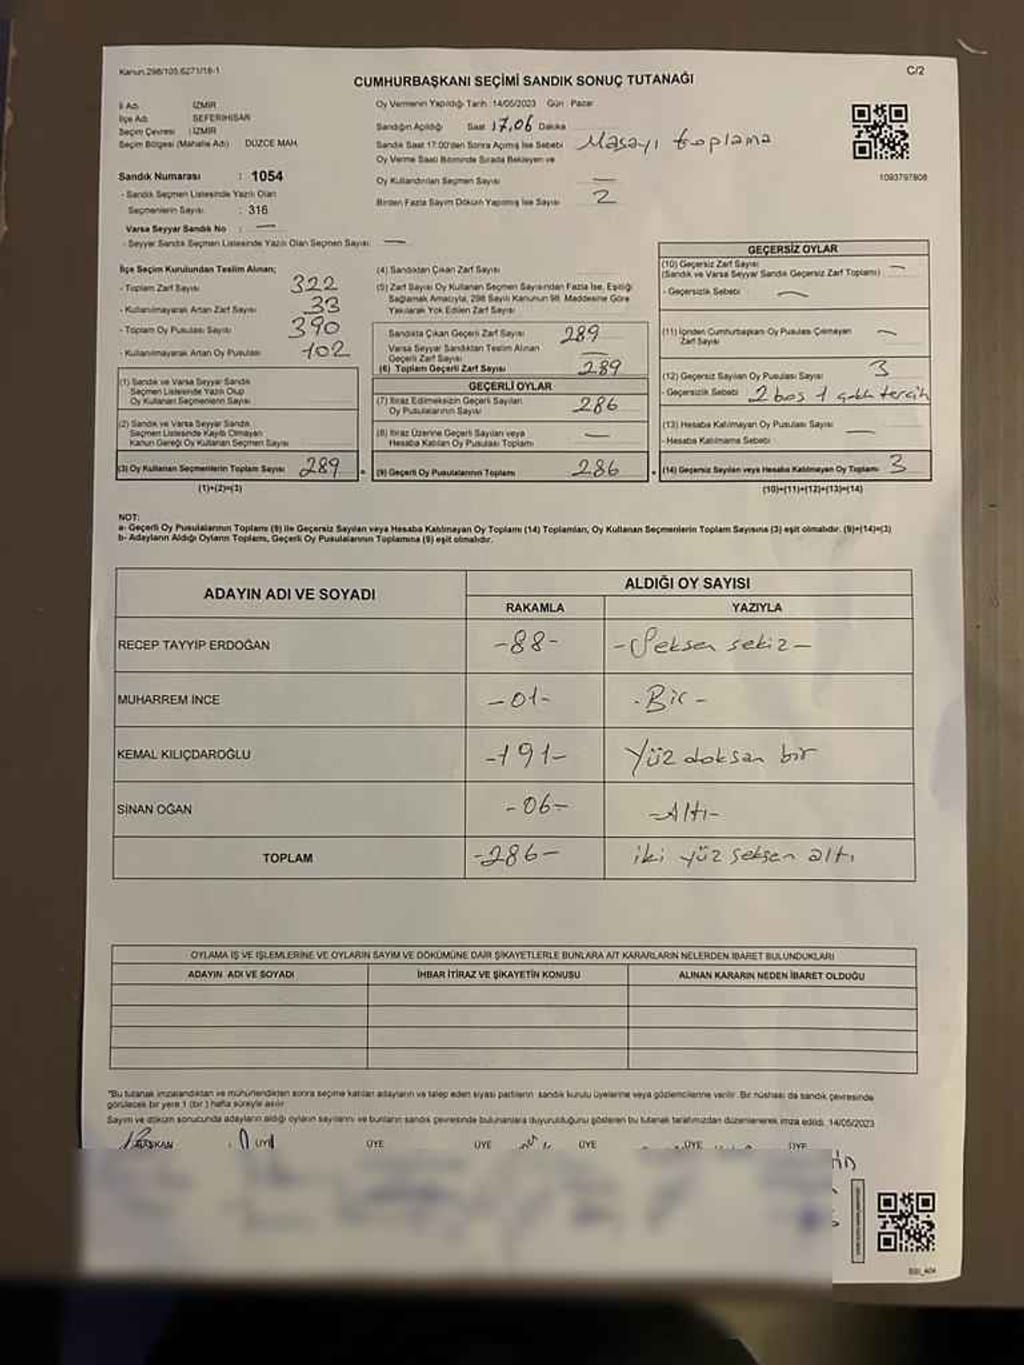 Kanun.298/105,6271/16-1
C/2
CUMHURBAŞKANI SEÇİMİ SANDIK SONUÇ TUTANAĞI
İl Adı : İZMİR
İlçe Adı : SEFERİHİSAR
Seçim Çevresi : İZMİR
Seçim Bölgesi (Mahalle Adı) : DÜZCE MAH.
Sandık Numarası : 1054
- Sandık Seçmen Listesinde Yazılı Olan
Seçmenlerin Sayısı : 316
Varsa Seyyar Sandık No : —
- Seyyar Sandık Seçmen Listesinde Yazılı Olan Seçmen Sayısı : —
Oy Vermenin Yapıldığı Tarih :14/05/2023 Gün : Pazar
Sandığın Açıldığı Saat 17.06 Dakika
Sandık Saat 17:00'den Sonra Açılmış İse Sebebi Masayı toplama
Oy Verme Saati Bitiminde Sırada Bekleyen ve
Oy Kullandırılan Seçmen Sayısı —
Birden Fazla Sayım Döküm Yapılmış İse Sayısı 2
1093797808
İlçe Seçim Kurulundan Teslim Alınan;
- Toplam Zarf Sayısı 322
- Kullanılmayarak Artan Zarf Sayısı 33
- Toplam Oy Pusulası Sayısı 390
- Kullanılmayarak Artan Oy Pusulası 102
(1) Sandık ve Varsa Seyyar Sandık
Seçmen Listesinde Yazılı Olup
Oy Kullanan Seçmenlerin Sayısı
(2) Sandık ve Varsa Seyyar Sandık
Seçmen Listesinde Kayıtlı Olmayan
Kanun Gereği Oy Kullanan Seçmen Sayısı
(3) Oy Kullanan Seçmenlerin Toplam Sayısı 289
(1)+(2)=(3)
(4) Sandıktan Çıkan Zarf Sayısı
(5) Zarf Sayısı Oy Kullanan Seçmen Sayısından Fazla İse, Eşitliği
Sağlamak Amacıyla, 298 Sayılı Kanunun 98. Maddesine Göre
Yakılarak Yok Edilen Zarf Sayısı
Sandıkta Çıkan Geçerli Zarf Sayısı 289
Varsa Seyyar Sandıktan Teslim Alınan
Geçerli Zarf Sayısı —
(6) Toplam Geçerli Zarf Sayısı 289
GEÇERLİ OYLAR
(7) İtiraz Edilmeksizin Geçerli Sayılan
Oy Pusulalarının Sayısı 286
(8) İtiraz Üzerine Geçerli Sayılan veya
Hesaba Katılan Oy Pusulası Toplamı —
(9) Geçerli Oy Pusulalarının Toplamı 286
GEÇERSİZ OYLAR
(10) Geçersiz Zarf Sayısı
(Sandık ve Varsa Seyyar Sandık Geçersiz Zarf Toplamı) —
- Geçersizlik Sebebi —
(11) İçinden Cumhurbaşkanı Oy Pusulası Çıkmayan
Zarf Sayısı —
(12) Geçersiz Sayılan Oy Pusulası Sayısı 3
- Geçersizlik Sebebi 2 boş 1 çoklu tercih
(13) Hesaba Katılmayan Oy Pusulası Sayısı —
- Hesaba Katılmama Sebebi
(14) Geçersiz Sayılan veya Hesaba Katılmayan Oy Toplamı 3
(10)+(11)+(12)+(13)=(14)
NOT:
a- Geçerli Oy Pusulalarının Toplamı (9) ile Geçersiz Sayılan veya Hesaba Katılmayan Oy Toplamı (14) Toplamları, Oy Kullanan Seçmenlerin Toplam Sayısına (3) eşit olmalıdır. (9)+(14)=(3)
b- Adayların Aldığı Oyların Toplamı, Geçerli Oy Pusulalarının Toplamına (9) eşit olmalıdır.
ADAYIN ADI VE SOYADI
ALDIĞI OY SAYISI
RAKAMLA YAZIYLA
RECEP TAYYİP ERDOĞAN -88- -Seksen sekiz-
MUHARREM İNCE -01- -Bir-
KEMAL KILIÇDAROĞLU -191- Yüz doksan bir
SİNAN OĞAN -06- -Altı-
TOPLAM -286- iki yüz seksen altı
OYLAMA İŞ VE İŞLEMLERİNE VE OYLARIN SAYIM VE DÖKÜMÜNE DAİR ŞİKAYETLERLE BUNLARA AİT KARARLARIN NELERDEN İBARET BULUNDUKLARI
ADAYIN ADI VE SOYADI İHBAR İTİRAZ VE ŞİKAYETİN KONUSU ALINAN KARARIN NEDEN İBARET OLDUĞU
*Bu tutanak imzalandıktan ve mühürlendikten sonra seçime katılan adayların ve talep eden siyasi partilerin sandık kurulu üyelerine veya gözlemcilerine verilir. Bir nüshası da sandık çevresinde
görülecek bir yere 1 (bir) hafta süreyle asılır.
Sayım ve döküm sonucunda adayların aldığı oyların sayılarını ve bunların sandık çevresinde bulunanlara duyurulduğunu gösteren bu tutanak tarafımızdan düzenlenerek imza edildi. 14/05/2023
BAŞKAN ÜYE ÜYE ÜYE ÜYE ÜYE ÜYE